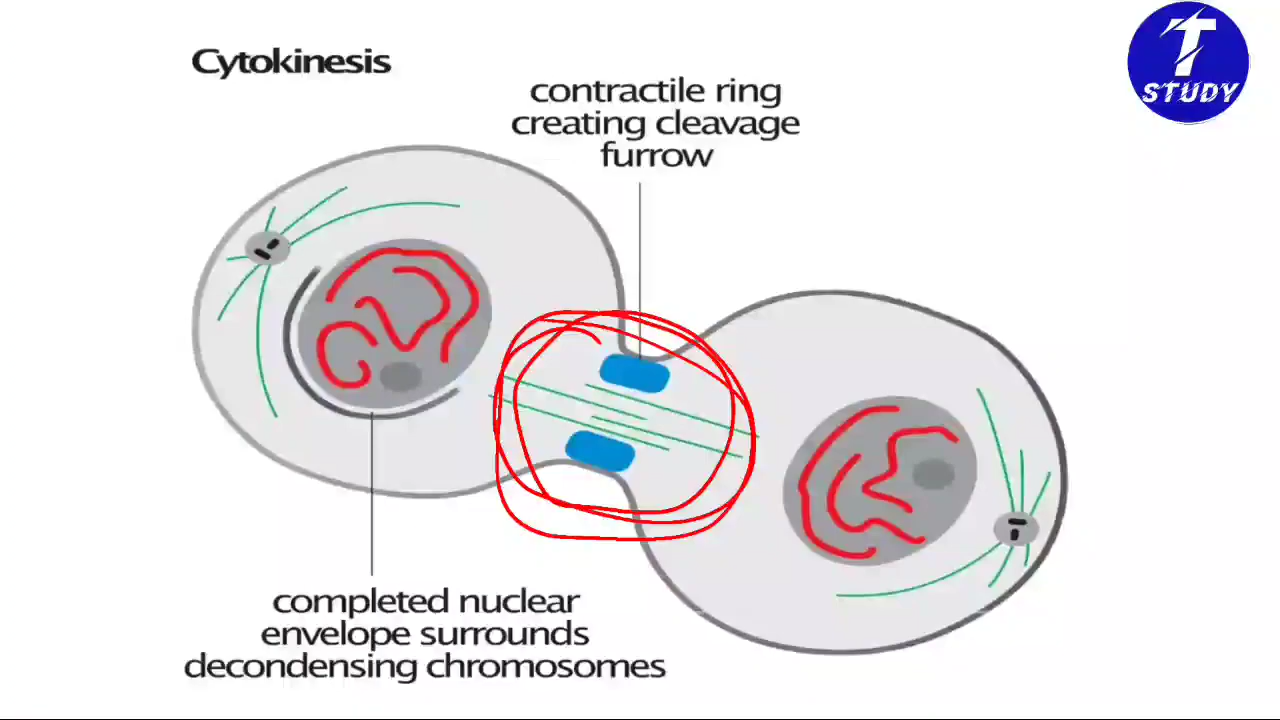 Cytokinesis
contractile ring
creating cleavage
furrow
T
STUDY
completed nuclear
envelope surrounds
decondensing chromosomes